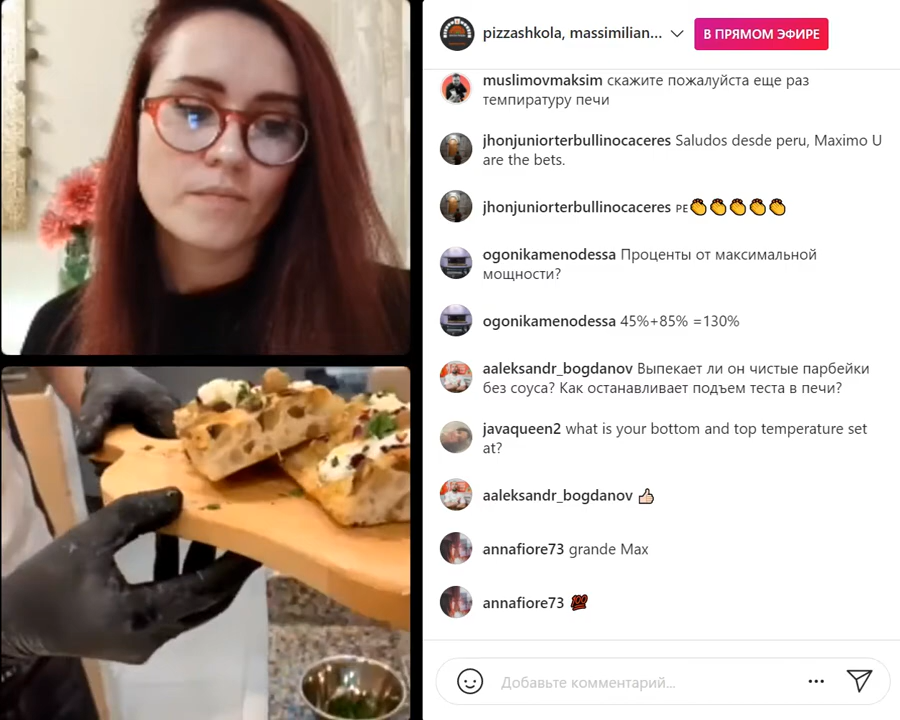 pizzashkola, massimilian...
В ПРЯМОМ ЭФИРЕ
muslimovmaksim скажите пожалуйста еще раз
темпиратуру печи
jhonjuniorterbullinocaceres Saludos desde peru, Maximo U
are the bets.
jhonjuniorterbullinocaceres PE👏👏👏👏👏
ogonikamenodessa Проценты от максимальной
мощности?
ogonikamenodessa 45%+85% =130%
aaleksandr_bogdanov Выпекает ли он чистые парбейки
без соуса? Как останавливает подъем теста в печи?
javaqueen2 what is your bottom and top temperature set
at?
aaleksandr_bogdanov 👍🏻
annafiore73 grande Max
annafiore73 💯
Добавьте комментарий...